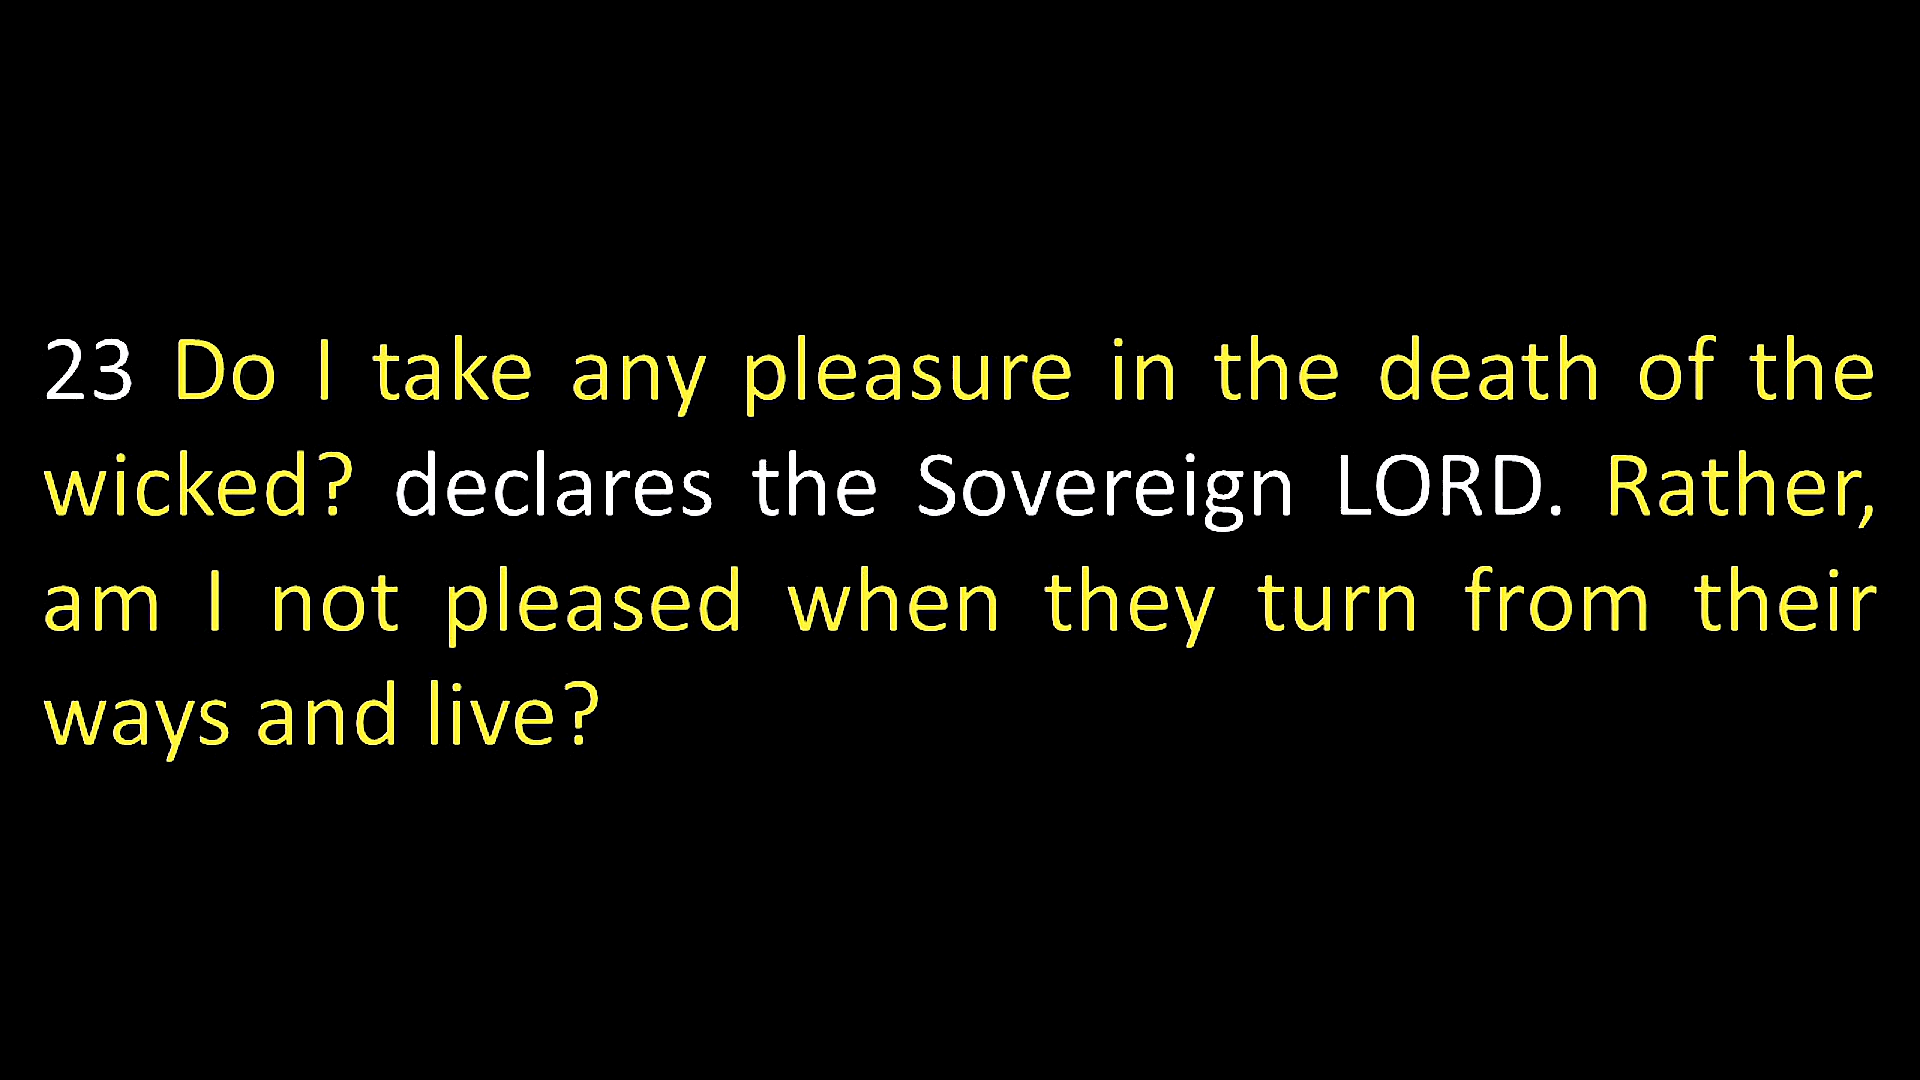 23 Do I take any pleasure in the death of the
wicked? declares the Sovereign LORD. Rather,
am I not pleased when they turn from their
ways and live?